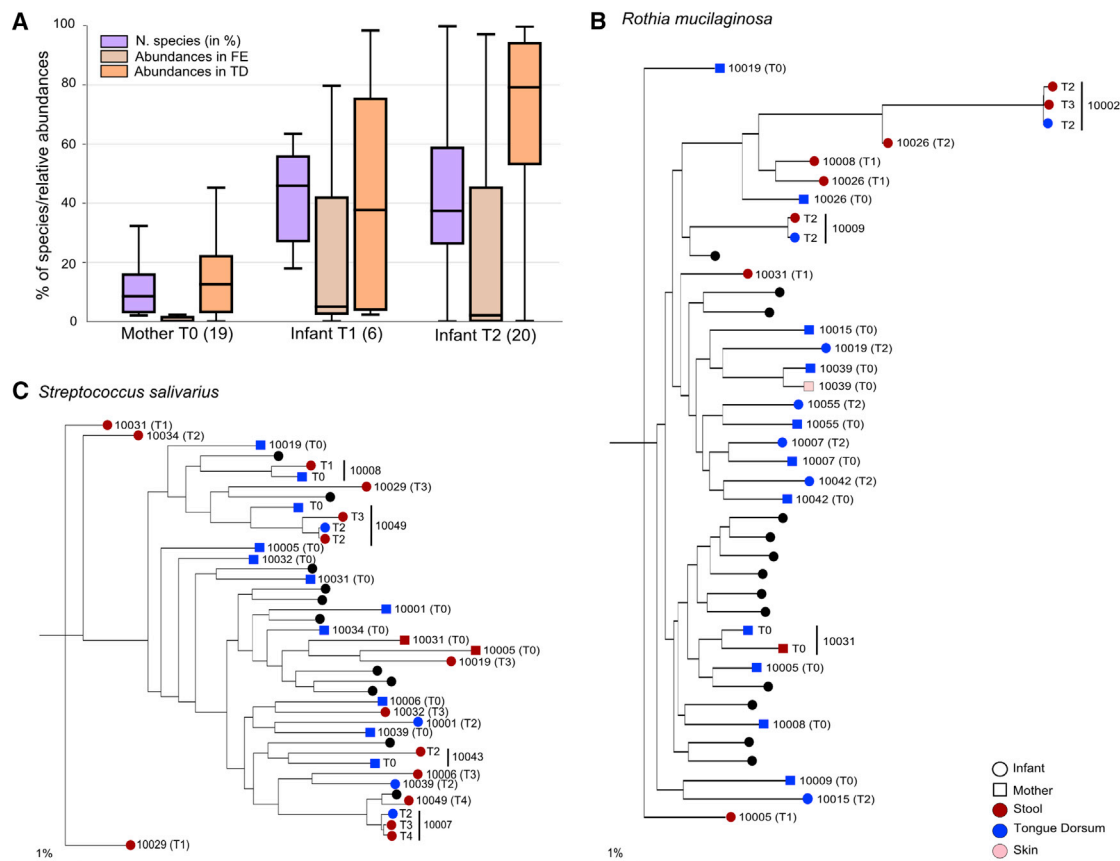 A
100
80
60
40
20
0
% of species/relative abundances
N. species (in %)
Abundances in FE
Abundances in TD
Mother T0 (19)
Infant T1 (6)
Infant T2 (20)
B
Rothia mucilaginosa
10019 (T0)
T2
T3
T2
10002
10026 (T2)
10008 (T1)
10026 (T1)
10026 (T0)
T2
T2
10009
10031 (T1)
10015 (T0)
10019 (T2)
10039 (T0)
10039 (T0)
10055 (T2)
10055 (T0)
10007 (T2)
10007 (T0)
10042 (T2)
10042 (T0)
T0
T0
10031
10005 (T0)
10008 (T0)
10009 (T0)
10015 (T2)
10005 (T1)
1%
Infant
Mother
Stool
Tongue Dorsum
Skin
C
Streptococcus salivarius
10031 (T1)
10034 (T2)
10019 (T0)
T1
T0
10008
10029 (T3)
T0
T3
T2
T2
10049
10005 (T0)
10032 (T0)
10031 (T0)
10001 (T0)
10034 (T0)
10031 (T0)
10005 (T0)
10019 (T3)
10006 (T0)
10032 (T3)
10001 (T2)
10039 (T0)
T2
T0
10043
10006 (T3)
10039 (T2)
10049 (T4)
T2
T3
T4
10007
10029 (T1)
1%